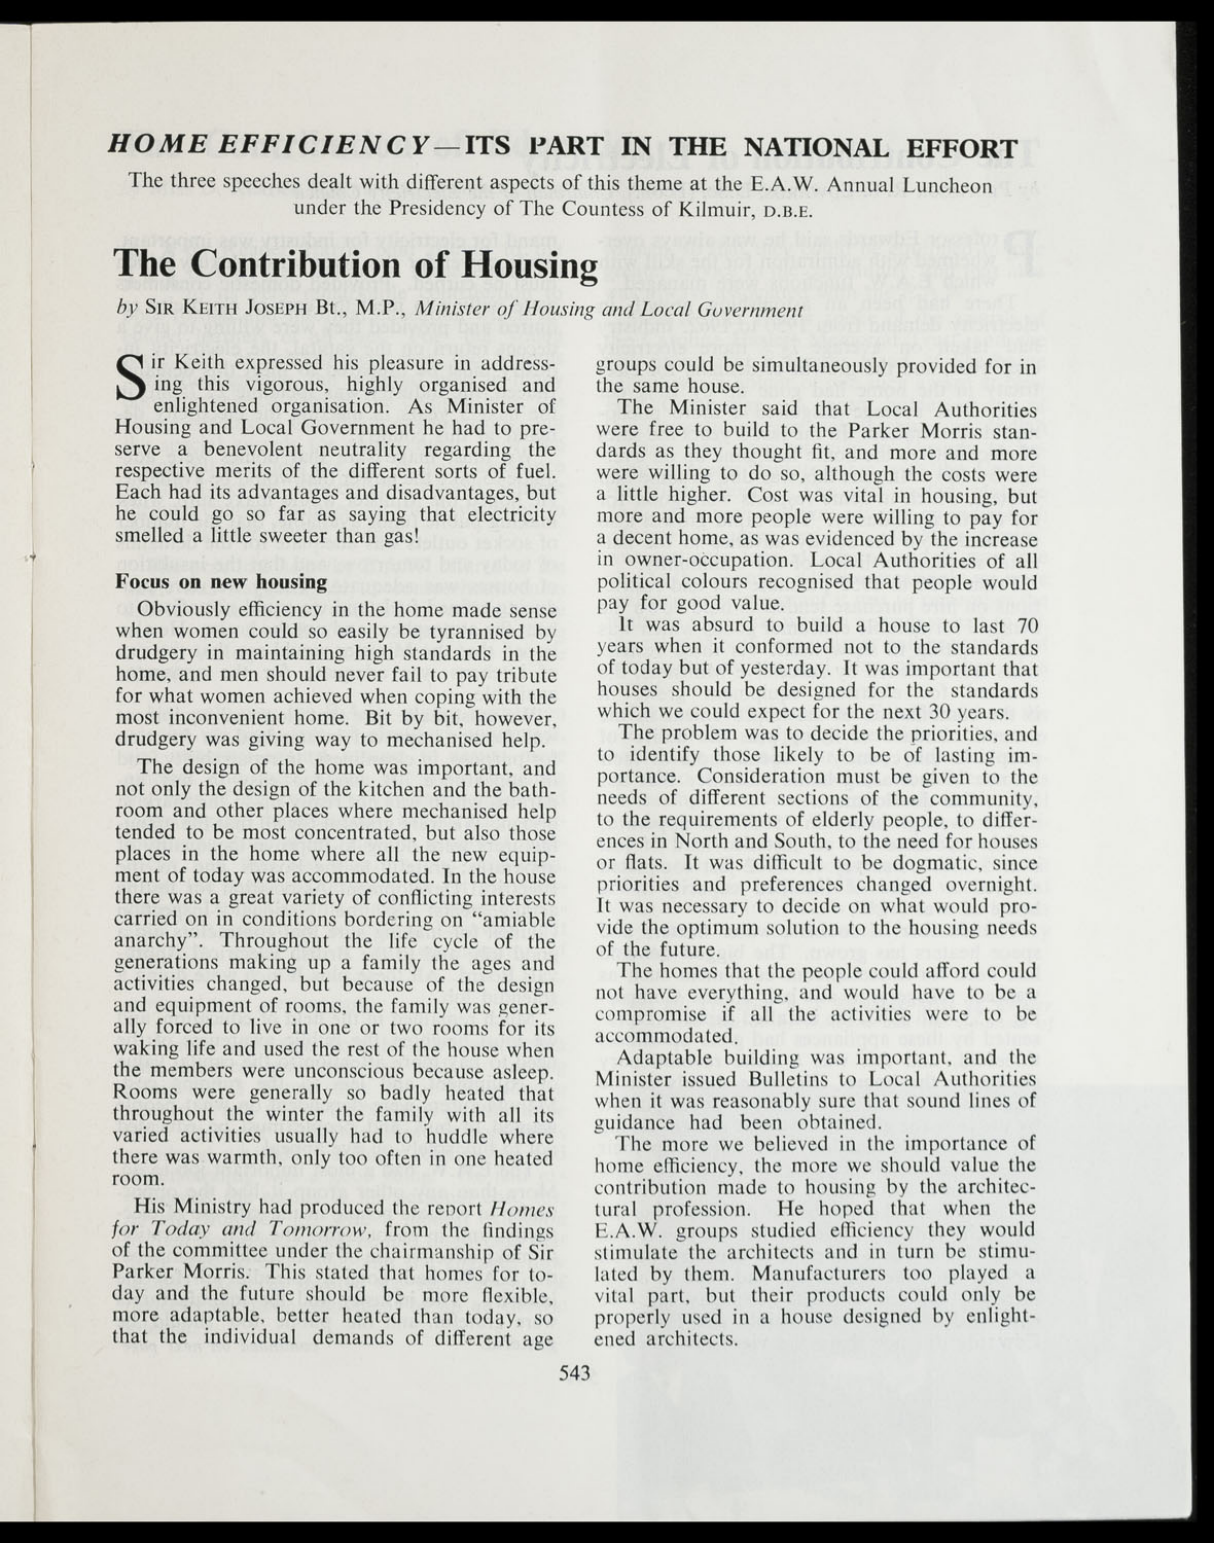 HOME EFFICIENCY—ITS PART IN THE NATIONAL EFFORT
The three speeches dealt with different aspects of this theme at the E.A.W. Annual Luncheon
under the Presidency of The Countess of Kilmuir, D.B.E.
The Contribution of Housing
by SIR KEITH JOSEPH Bt., M.P., Minister of Housing and Local Government
Sir Keith expressed his pleasure in address-
ing this vigorous, highly organised and
enlightened organisation. As Minister of
Housing and Local Government he had to pre-
serve a benevolent neutrality regarding the
respective merits of the different sorts of fuel.
Each had its advantages and disadvantages, but
he could go so far as saying that electricity
smelled a little sweeter than gas!
Focus on new housing
Obviously efficiency in the home made sense
when women could so easily be tyrannised by
drudgery in maintaining high standards in the
home, and men should never fail to pay tribute
for what women achieved when coping with the
most inconvenient home. Bit by bit, however,
drudgery was giving way to mechanised help.
The design of the home was important, and
not only the design of the kitchen and the bath-
room and other places where mechanised help
tended to be most concentrated, but also those
places in the home where all the new equip-
ment of today was accommodated. In the house
there was a great variety of conflicting interests
carried on in conditions bordering on “amiable
anarchy”. Throughout the life cycle of the
generations making up a family the ages and
activities changed, but because of the design
and equipment of rooms, the family was gener-
ally forced to live in one or two rooms for its
waking life and used the rest of the house when
the members were unconscious because asleep.
Rooms were generally so badly heated that
throughout the winter the family with all its
varied activities usually had to huddle where
there was warmth, only too often in one heated
room.
His Ministry had produced the report Homes
for Today and Tomorrow, from the findings
of the committee under the chairmanship of Sir
Parker Morris. This stated that homes for to-
day and the future should be more flexible,
more adaptable, better heated than today, so
that the individual demands of different age
groups could be simultaneously provided for in
the same house.
The Minister said that Local Authorities
were free to build to the Parker Morris stan-
dards as they thought fit, and more and more
were willing to do so, although the costs were
a little higher. Cost was vital in housing, but
more and more people were willing to pay for
a decent home, as was evidenced by the increase
in owner-occupation. Local Authorities of all
political colours recognised that people would
pay for good value.
It was absurd to build a house to last 70
years when it conformed not to the standards
of today but of yesterday. It was important that
houses should be designed for the standards
which we could expect for the next 30 years.
The problem was to decide the priorities, and
to identify those likely to be of lasting im-
portance. Consideration must be given to the
needs of different sections of the community,
to the requirements of elderly people, to differ-
ences in North and South, to the need for houses
or flats. It was difficult to be dogmatic, since
priorities and preferences changed overnight.
It was necessary to decide on what would pro-
vide the optimum solution to the housing needs
of the future.
The homes that the people could afford could
not have everything, and would have to be a
compromise if all the activities were to be
accommodated.
Adaptable building was important, and the
Minister issued Bulletins to Local Authorities
when it was reasonably sure that sound lines of
guidance had been obtained.
The more we believed in the importance of
home efficiency, the more we should value the
contribution made to housing by the architec-
tural profession. He hoped that when the
E.A.W. groups studied efficiency they would
stimulate the architects and in turn be stimu-
lated by them. Manufacturers too played a
vital part, but their products could only be
properly used in a house designed by enlight-
ened architects.
543